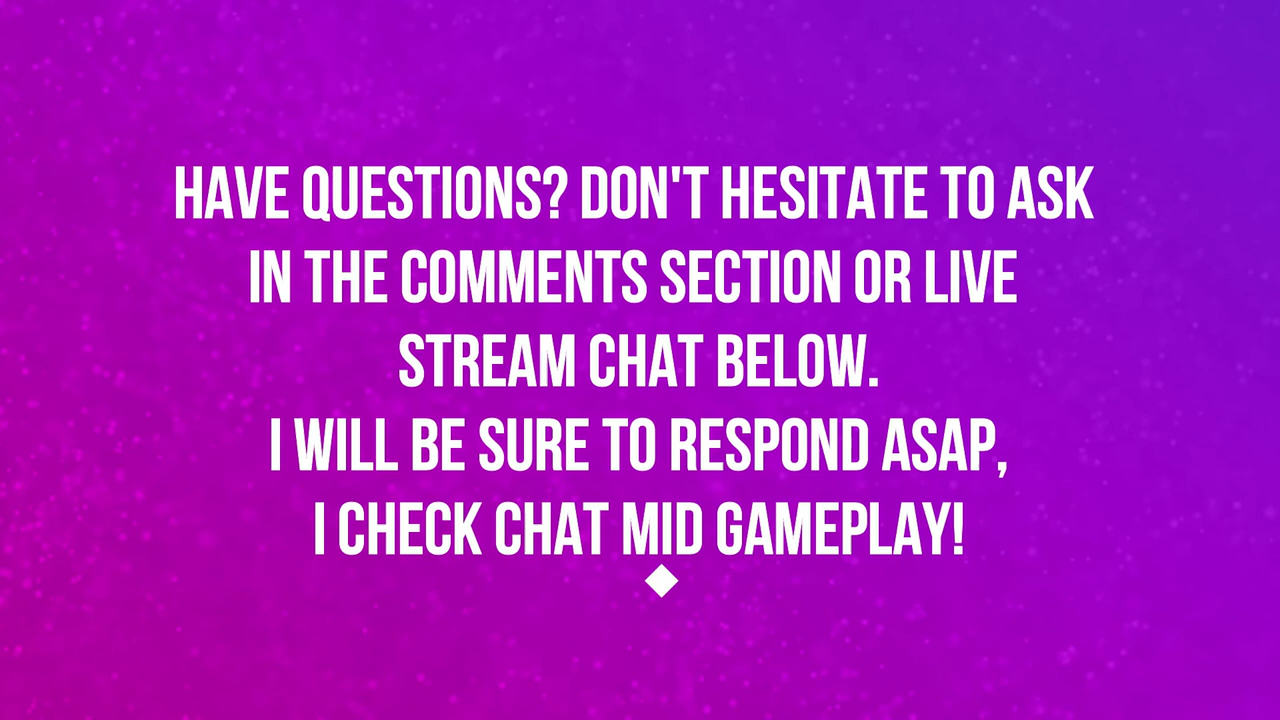 HAVE QUESTIONS? DON'T HESITATE TO ASK
IN THE COMMENTS SECTION OR LIVE
STREAM CHAT BELOW.
I WILL BE SURE TO RESPOND ASAP,
I CHECK CHAT MID GAMEPLAY!